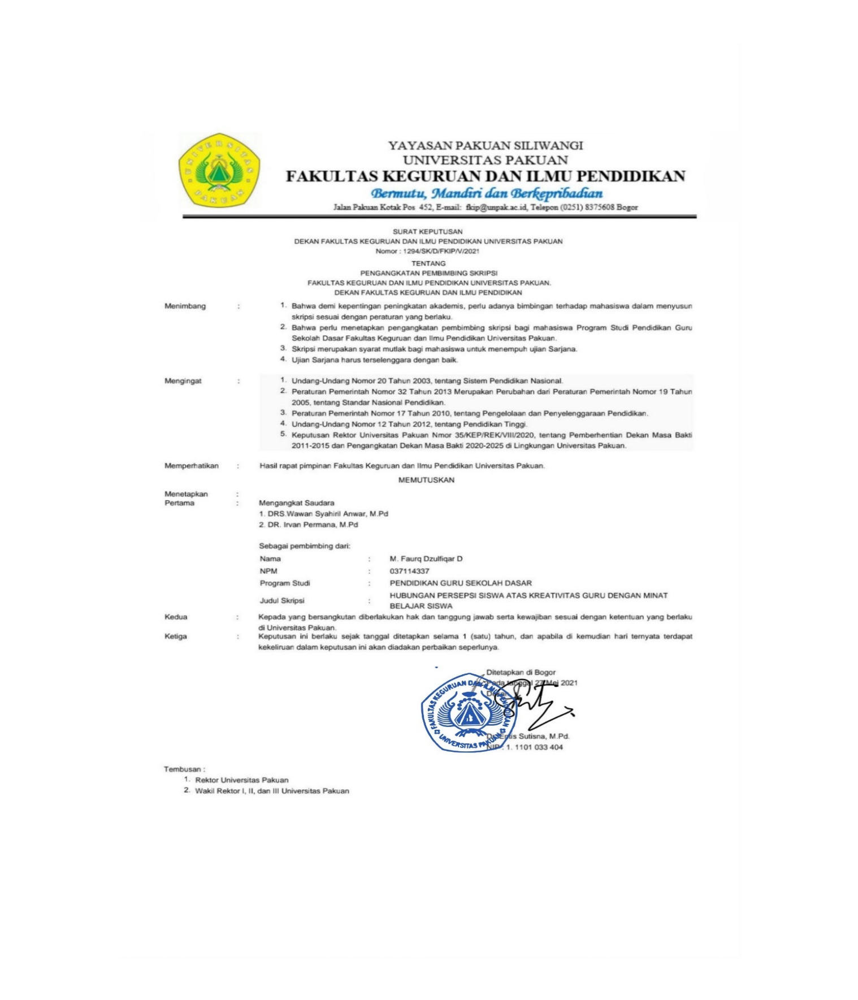 UNIVERSITAS
PAKUAN
YAYASAN PAKUAN SILIWANGI
UNIVERSITAS PAKUAN
FAKULTAS KEGURUAN DAN ILMU PENDIDIKAN
Bermutu, Mandiri dan Berkepribadian
Jalan Pakuan Kotak Pos 452, E-mail: fkip@unpak.ac.id, Telepon (0251) 8375608 Bogor
SURAT KEPUTUSAN
DEKAN FAKULTAS KEGURUAN DAN ILMU PENDIDIKAN UNIVERSITAS PAKUAN
Nomor : 1294/SK/D/FKIP/V/2021
TENTANG
PENGANGKATAN PEMBIMBING SKRIPSI
FAKULTAS KEGURUAN DAN ILMU PENDIDIKAN UNIVERSITAS PAKUAN.
DEKAN FAKULTAS KEGURUAN DAN ILMU PENDIDIKAN
Menimbang : 1. Bahwa demi kepentingan peningkatan akademis, perlu adanya bimbingan terhadap mahasiswa dalam menyusun
skripsi sesuai dengan peraturan yang berlaku.
2. Bahwa perlu menetapkan pengangkatan pembimbing skripsi bagi mahasiswa Program Studi Pendidikan Guru
Sekolah Dasar Fakultas Keguruan dan Ilmu Pendidikan Universitas Pakuan.
3. Skripsi merupakan syarat mutlak bagi mahasiswa untuk menempuh ujian Sarjana.
4. Ujian Sarjana harus terselenggara dengan baik.
Mengingat : 1. Undang-Undang Nomor 20 Tahun 2003, tentang Sistem Pendidikan Nasional.
2. Peraturan Pemerintah Nomor 32 Tahun 2013 Merupakan Perubahan dari Peraturan Pemerintah Nomor 19 Tahun
2005, tentang Standar Nasional Pendidikan.
3. Peraturan Pemerintah Nomor 17 Tahun 2010, tentang Pengelolaan dan Penyelenggaraan Pendidikan.
4. Undang-Undang Nomor 12 Tahun 2012, tentang Pendidikan Tinggi.
5. Keputusan Rektor Universitas Pakuan Nmor 35/KEP/REK/VIII/2020, tentang Pemberhentian Dekan Masa Bakti
2011-2015 dan Pengangkatan Dekan Masa Bakti 2020-2025 di Lingkungan Universitas Pakuan.
Memperhatikan : Hasil rapat pimpinan Fakultas Keguruan dan Ilmu Pendidikan Universitas Pakuan.
MEMUTUSKAN
Menetapkan :
Pertama : Mengangkat Saudara
1. DRS.Wawan Syahiril Anwar, M.Pd
2. DR. Irvan Permana, M.Pd
Sebagai pembimbing dari:
Nama : M. Faurq Dzulfiqar D
NPM : 037114337
Program Studi : PENDIDIKAN GURU SEKOLAH DASAR
Judul Skripsi : HUBUNGAN PERSEPSI SISWA ATAS KREATIVITAS GURU DENGAN MINAT
BELAJAR SISWA
Kedua : Kepada yang bersangkutan diberlakukan hak dan tanggung jawab serta kewajiban sesuai dengan ketentuan yang berlaku
di Universitas Pakuan.
Ketiga : Keputusan ini berlaku sejak tanggal ditetapkan selama 1 (satu) tahun, dan apabila di kemudian hari ternyata terdapat
kekeliruan dalam keputusan ini akan diadakan perbaikan seperlunya.
Ditetapkan di Bogor
Pada tanggal 27 Mei 2021
Dekan
FAKULTAS KEGURUAN DAN ILMU PENDIDIKAN
UNIVERSITAS PAKUAN
Dr. Entis Sutisna, M.Pd.
NIP : 1. 1101 033 404
Tembusan :
1. Rektor Universitas Pakuan
2. Wakil Rektor I, II, dan III Universitas Pakuan